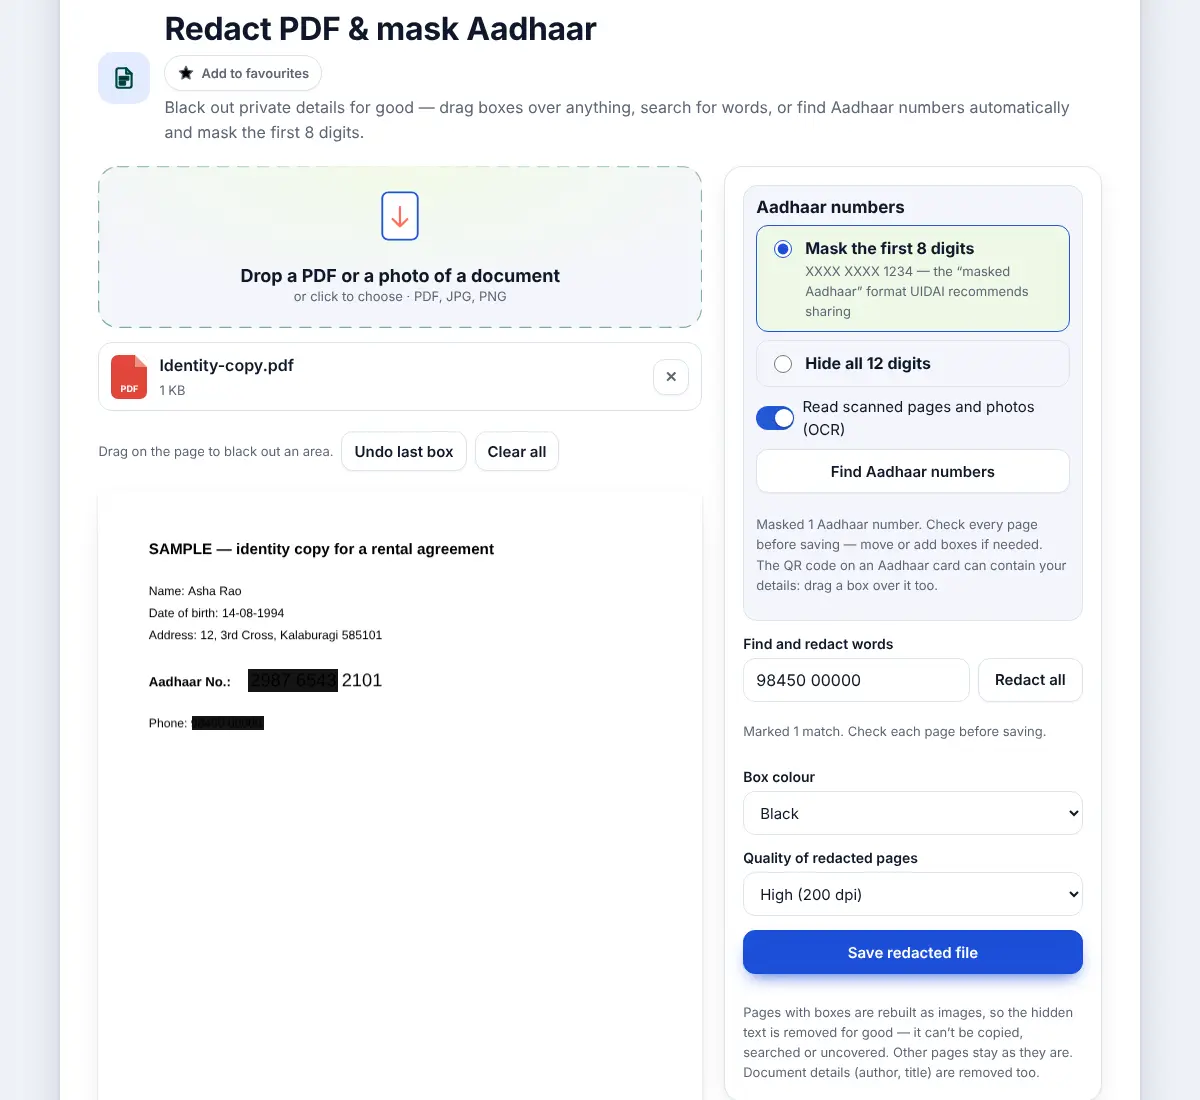 Redact PDF & mask Aadhaar
Add to favourites
Black out private details for good — drag boxes over anything, search for words, or find Aadhaar numbers automatically
and mask the first 8 digits.
Drop a PDF or a photo of a document
or click to choose · PDF, JPG, PNG
PDF
Identity-copy.pdf
1 KB
Drag on the page to black out an area.
Undo last box
Clear all
SAMPLE — identity copy for a rental agreement
Name: Asha Rao
Date of birth: 14-08-1994
Address: 12, 3rd Cross, Kalaburagi 585101
Aadhaar No.: 2101
Phone:
Aadhaar numbers
Mask the first 8 digits
XXXX XXXX 1234 — the “masked
Aadhaar” format UIDAI recommends
sharing
Hide all 12 digits
Read scanned pages and photos
(OCR)
Find Aadhaar numbers
Masked 1 Aadhaar number. Check every page
before saving — move or add boxes if needed.
The QR code on an Aadhaar card can contain your
details: drag a box over it too.
Find and redact words
98450 00000
Redact all
Marked 1 match. Check each page before saving.
Box colour
Black
Quality of redacted pages
High (200 dpi)
Save redacted file
Pages with boxes are rebuilt as images, so the hidden
text is removed for good — it can’t be copied,
searched or uncovered. Other pages stay as they are.
Document details (author, title) are removed too.